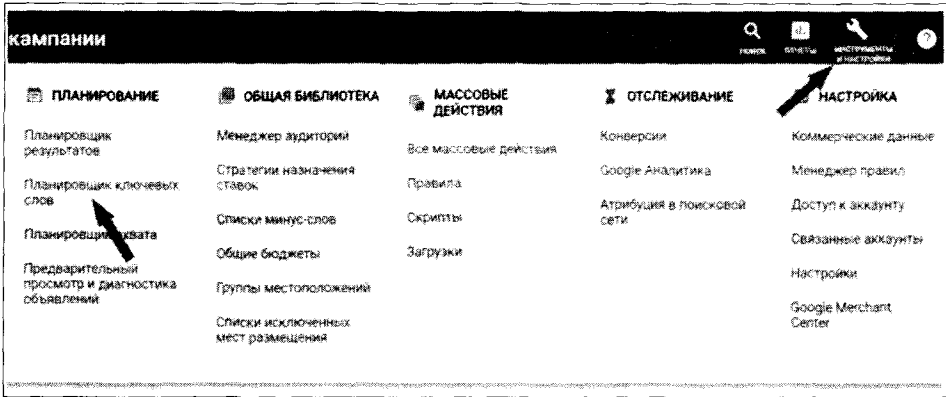 кампании
ПОИСК
ОТЧЕТЫ
ИНСТРУМЕНТЫ
И НАСТРОЙКИ
?
ПЛАНИРОВАНИЕ
Планировщик
результатов
Планировщик ключевых
слов
Планировщик охвата
Предварительный
просмотр и диагностика
объявлений
ОБЩАЯ БИБЛИОТЕКА
Менеджер аудиторий
Стратегии назначения
ставок
Списки минус-слов
Общие бюджеты
Группы местоположений
Списки исключенных
мест размещения
МАССОВЫЕ
ДЕЙСТВИЯ
Все массовые действия
Правила
Скрипты
Загрузки
ОТСЛЕЖИВАНИЕ
Конверсии
Google Аналитика
Атрибуция в поисковой
сети
НАСТРОЙКА
Коммерческие данные
Менеджер правил
Доступ к аккаунту
Связанные аккаунты
Настройки
Google Merchant
Center